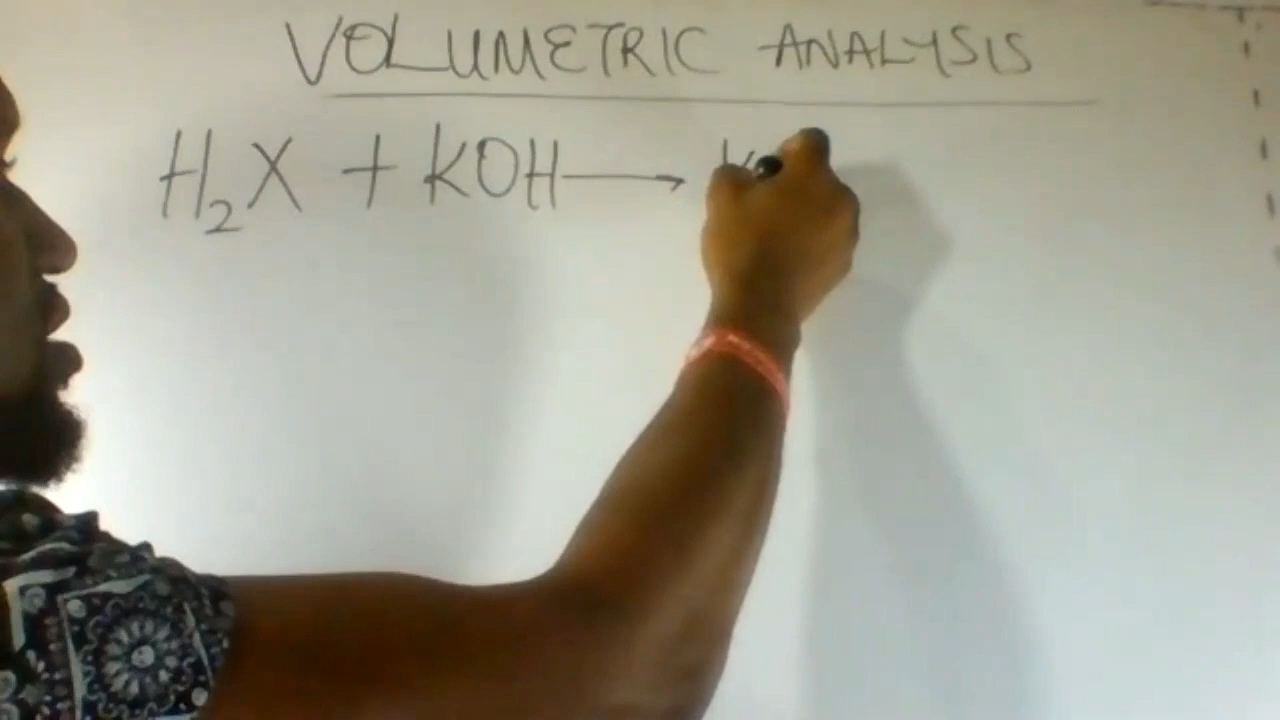 VOLUMETRIC ANALYSIS
H₂X + KOH → K